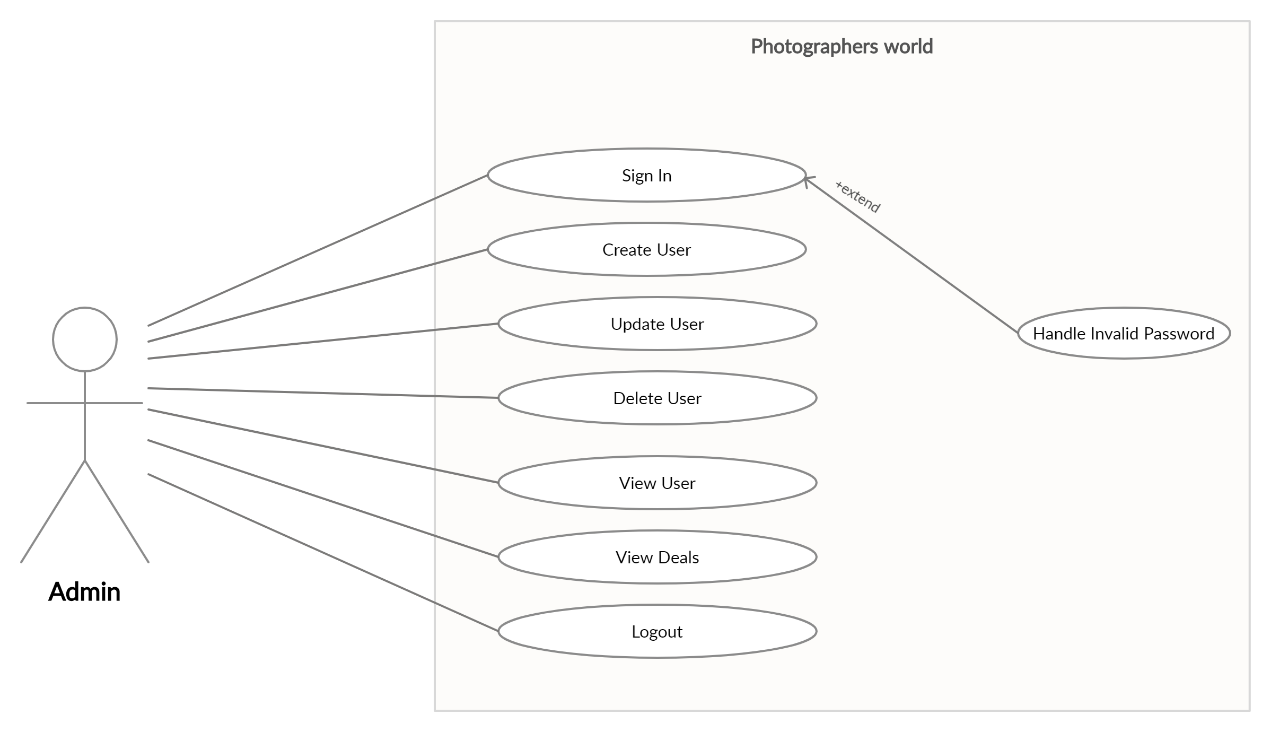 Photographers world
Sign In
+extend
Create User
Update User
Handle Invalid Password
Delete User
View User
View Deals
Admin
Logout